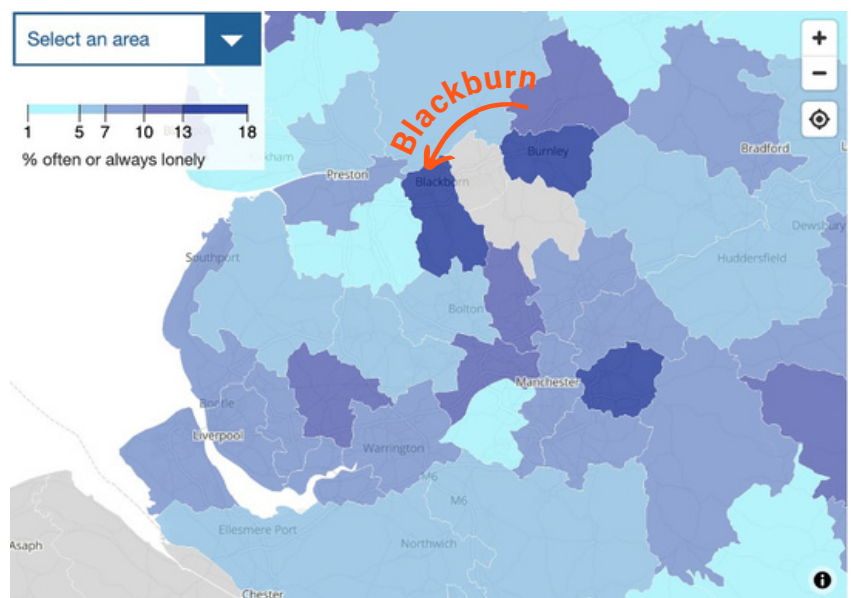 Select an area
1 5 7 10 13 18
% often or always lonely
Blackburn
+
−
Burnley
Bradford
Preston
Blackburn
Dewsbury
Southport
Huddersfield
Bolton
Manchester
Bootle
Liverpool
Warrington
M6
M6
Ellesmere Port
Northwich
Asaph
Chester